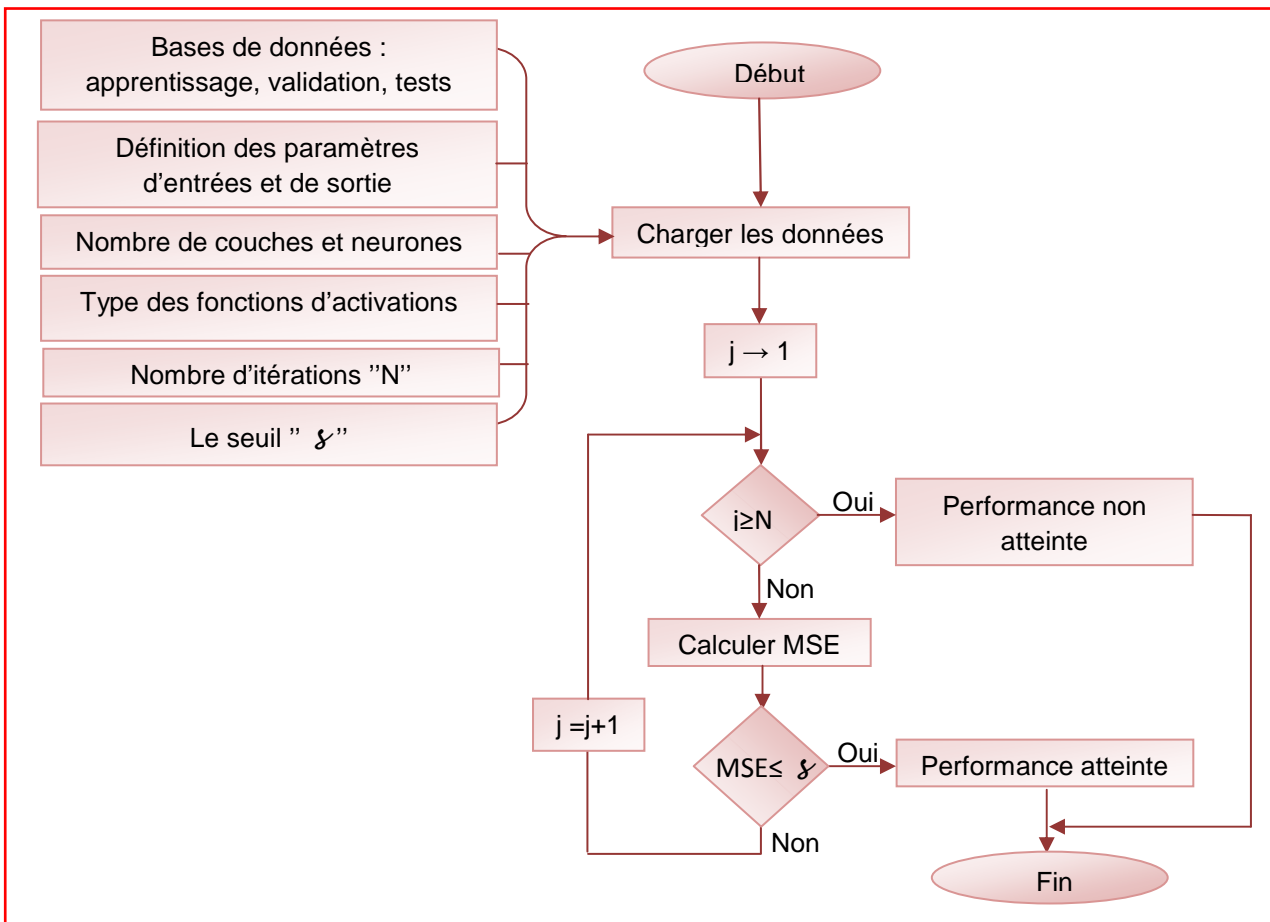 Bases de données :
apprentissage, validation, tests
Définition des paramètres
d’entrées et de sortie
Nombre de couches et neurones
Type des fonctions d’activations
Nombre d’itérations ’’N’’
Le seuil ’’ 𝓈 ’’
Début
Charger les données
j → 1
j≥N
Oui
Performance non
atteinte
Non
Calculer MSE
j =j+1
MSE≤ 𝓈
Oui
Performance atteinte
Non
Fin